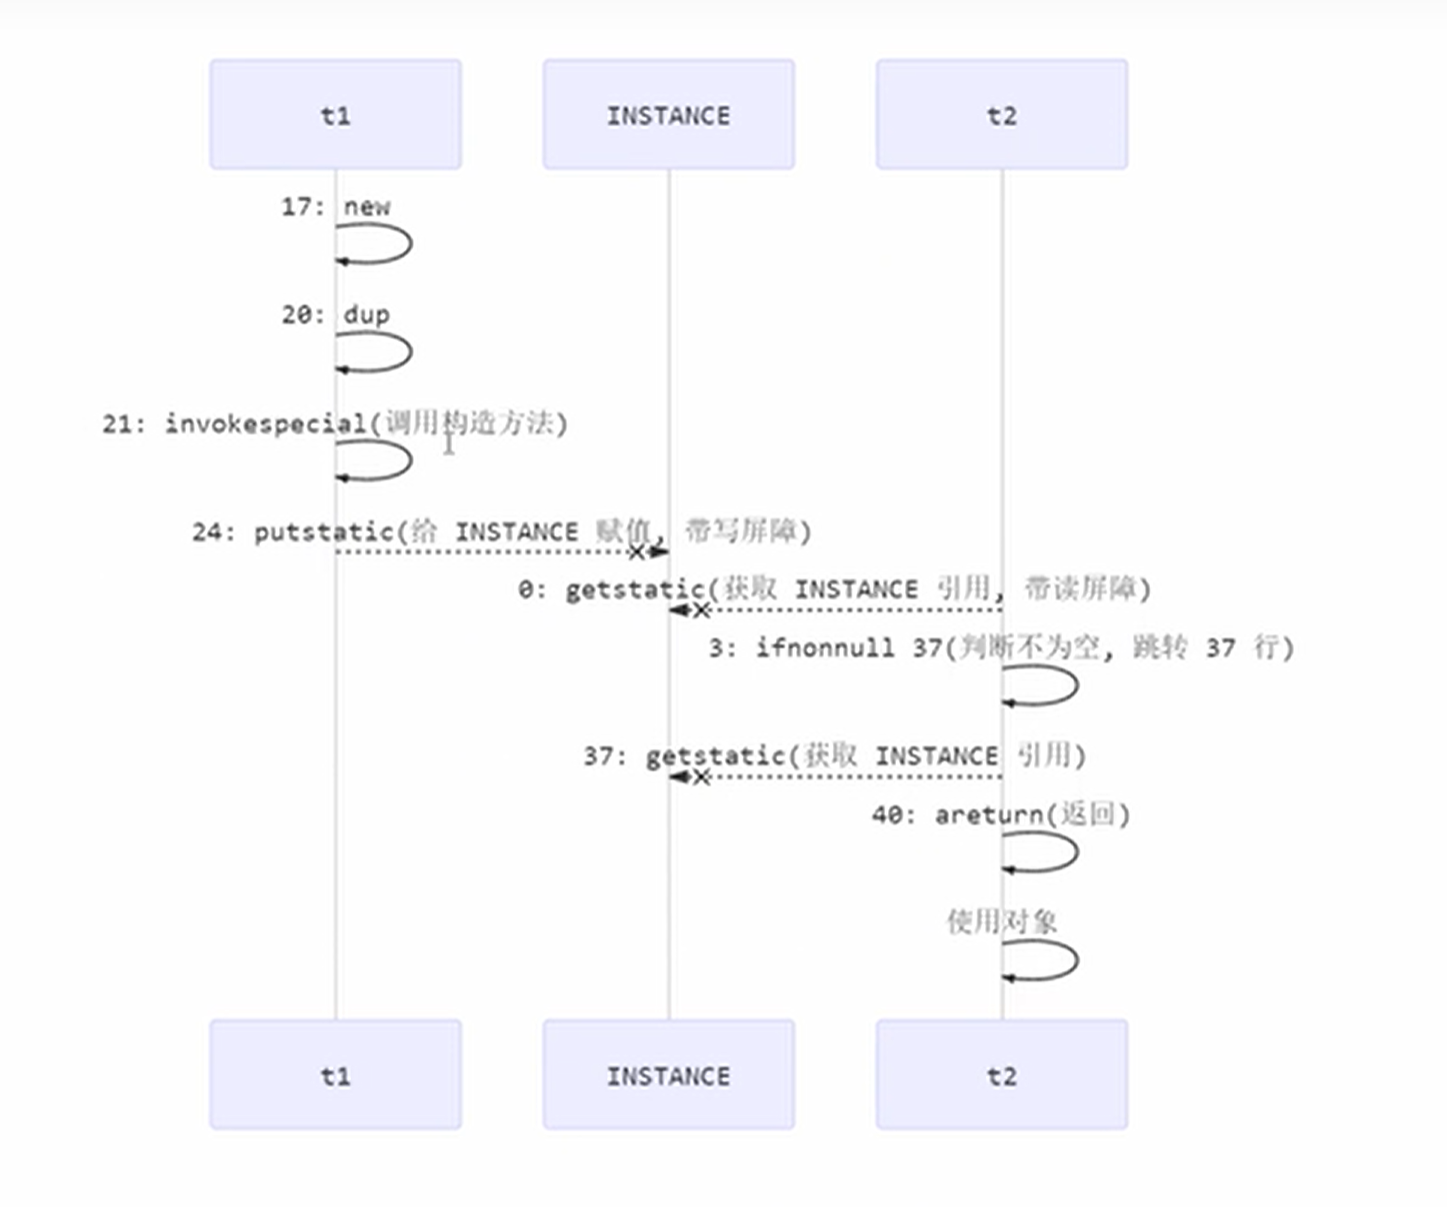 t1
INSTANCE
t2
17: new
20: dup
21: invokespecial(调用构造方法)
24: putstatic(给 INSTANCE 赋值, 带写屏障)
0: getstatic(获取 INSTANCE 引用, 带读屏障)
3: ifnonnull 37(判断不为空, 跳转 37 行)
37: getstatic(获取 INSTANCE 引用)
40: areturn(返回)
使用对象
t1
INSTANCE
t2